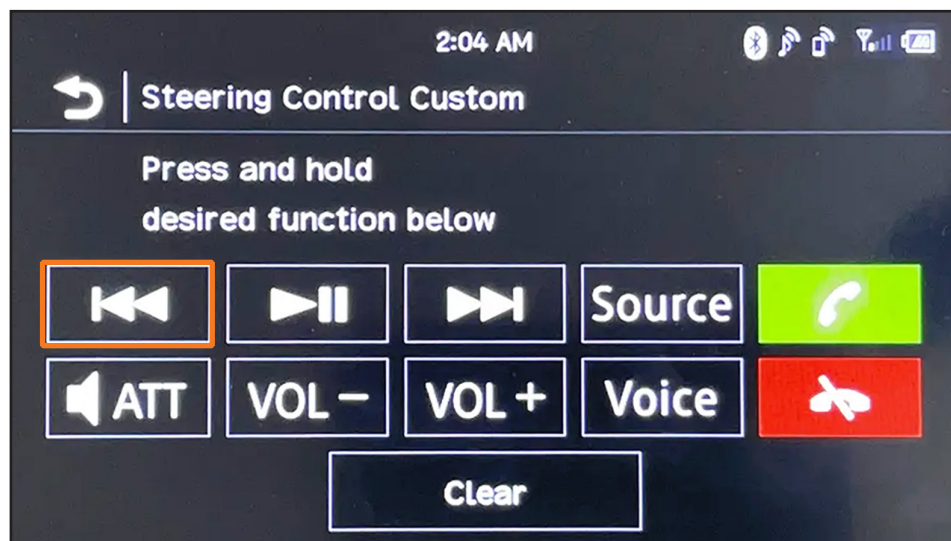 2:04 AM
Steering Control Custom
Press and hold
desired function below
Source
ATT VOL – VOL + Voice
Clear